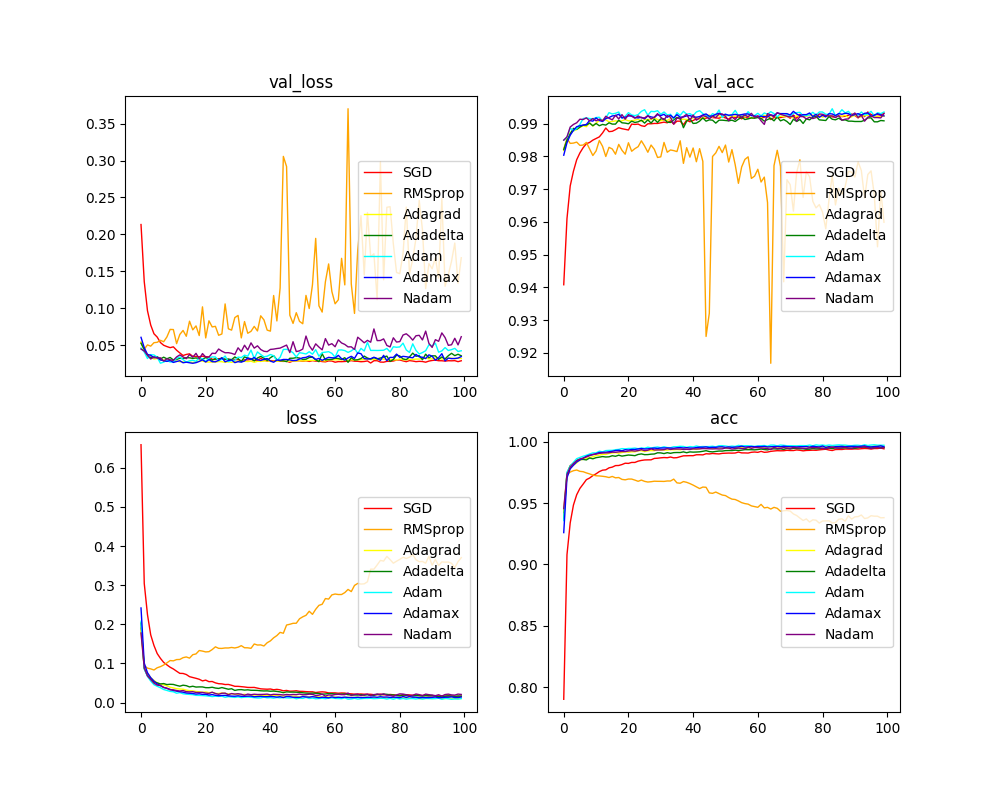 val_loss
0.35
0.30
0.25
0.20
0.15
0.10
0.05
0 20 40 60 80 100
SGD
RMSprop
Adagrad
Adadelta
Adam
Adamax
Nadam
val_acc
0.99
0.98
0.97
0.96
0.95
0.94
0.93
0.92
0 20 40 60 80 100
SGD
RMSprop
Adagrad
Adadelta
Adam
Adamax
Nadam
loss
0.6
0.5
0.4
0.3
0.2
0.1
0.0
0 20 40 60 80 100
SGD
RMSprop
Adagrad
Adadelta
Adam
Adamax
Nadam
acc
1.00
0.95
0.90
0.85
0.80
0 20 40 60 80 100
SGD
RMSprop
Adagrad
Adadelta
Adam
Adamax
Nadam